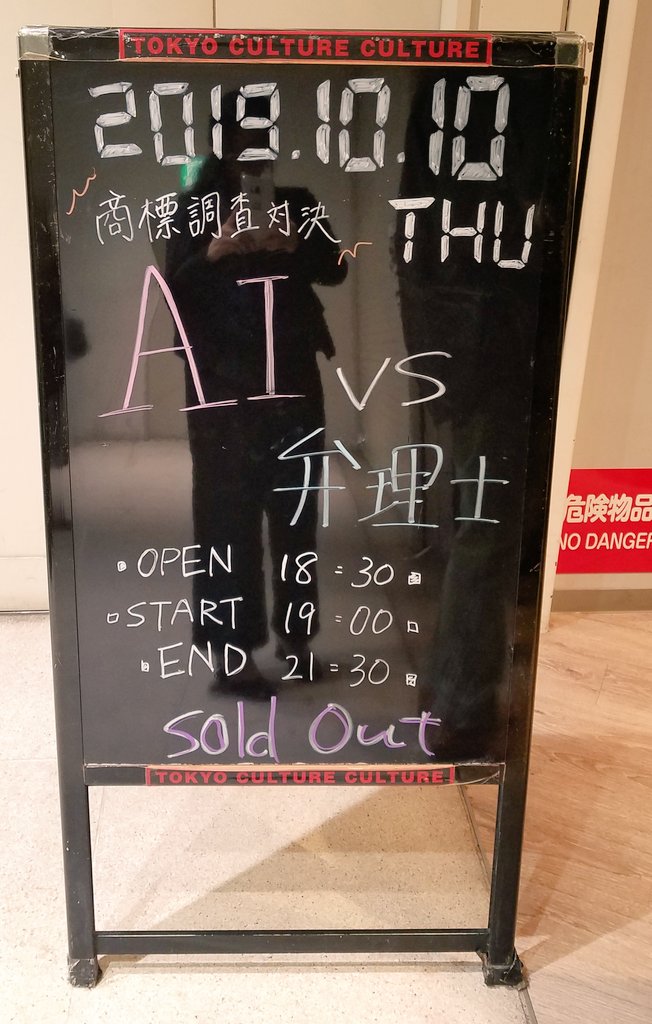 TOKYO CULTURE CULTURE
2019.10.10
商標調査対決 THU
AI vs
弁理士
OPEN 18:30
START 19:00
END 21:30
Sold Out
TOKYO CULTURE CULTURE
危険物品
NO DANGER